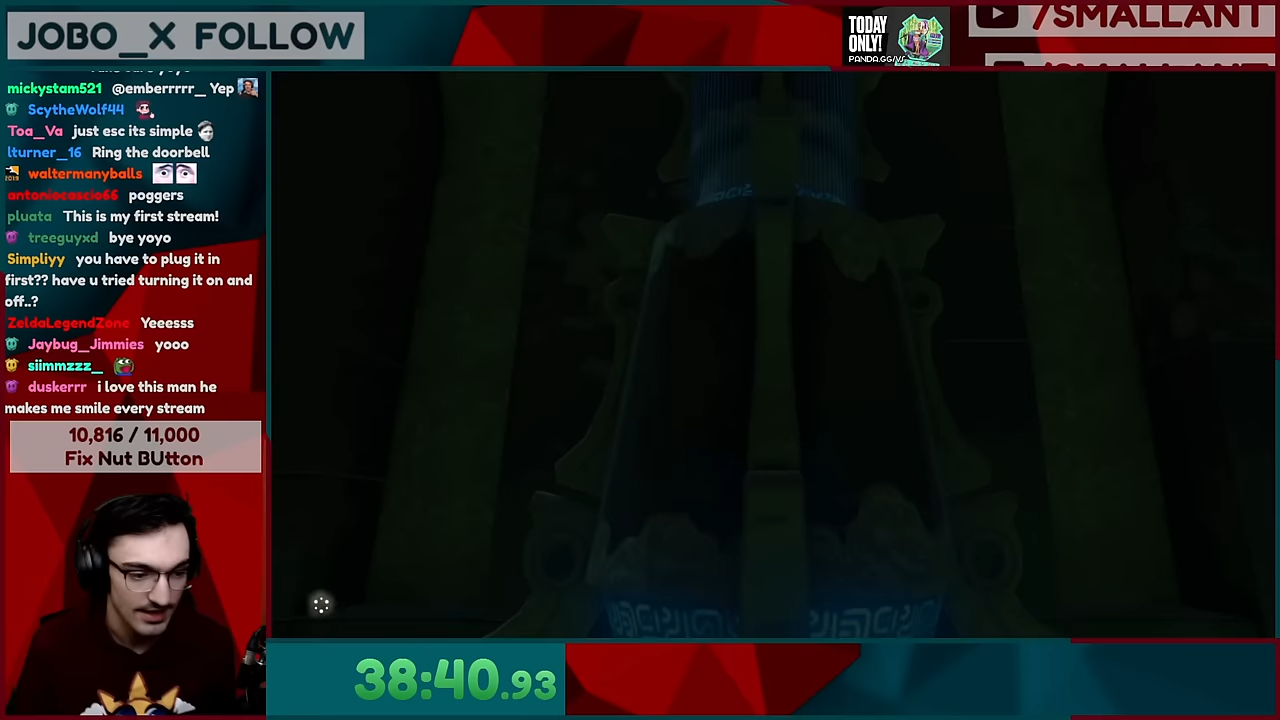 JOBO_X FOLLOW
TODAY
ONLY!
PANDA.GG/VS
/SMALLANT
mickystam521 @emberrrrr_ Yep
ScytheWolf44
Toa_Va just esc its simple
lturner_16 Ring the doorbell
waltermanyballs
antoniocascio66 poggers
pluata This is my first stream!
treeguyxd bye yoyo
Simpliyy you have to plug it in
first?? have u tried turning it on and
off..?
ZeldaLegendZone Yeeesss
Jaybug_Jimmies yooo
siimmzzz_
duskerrr i love this man he
makes me smile every stream
10,816 / 11,000
Fix Nut BUtton
38:40.93